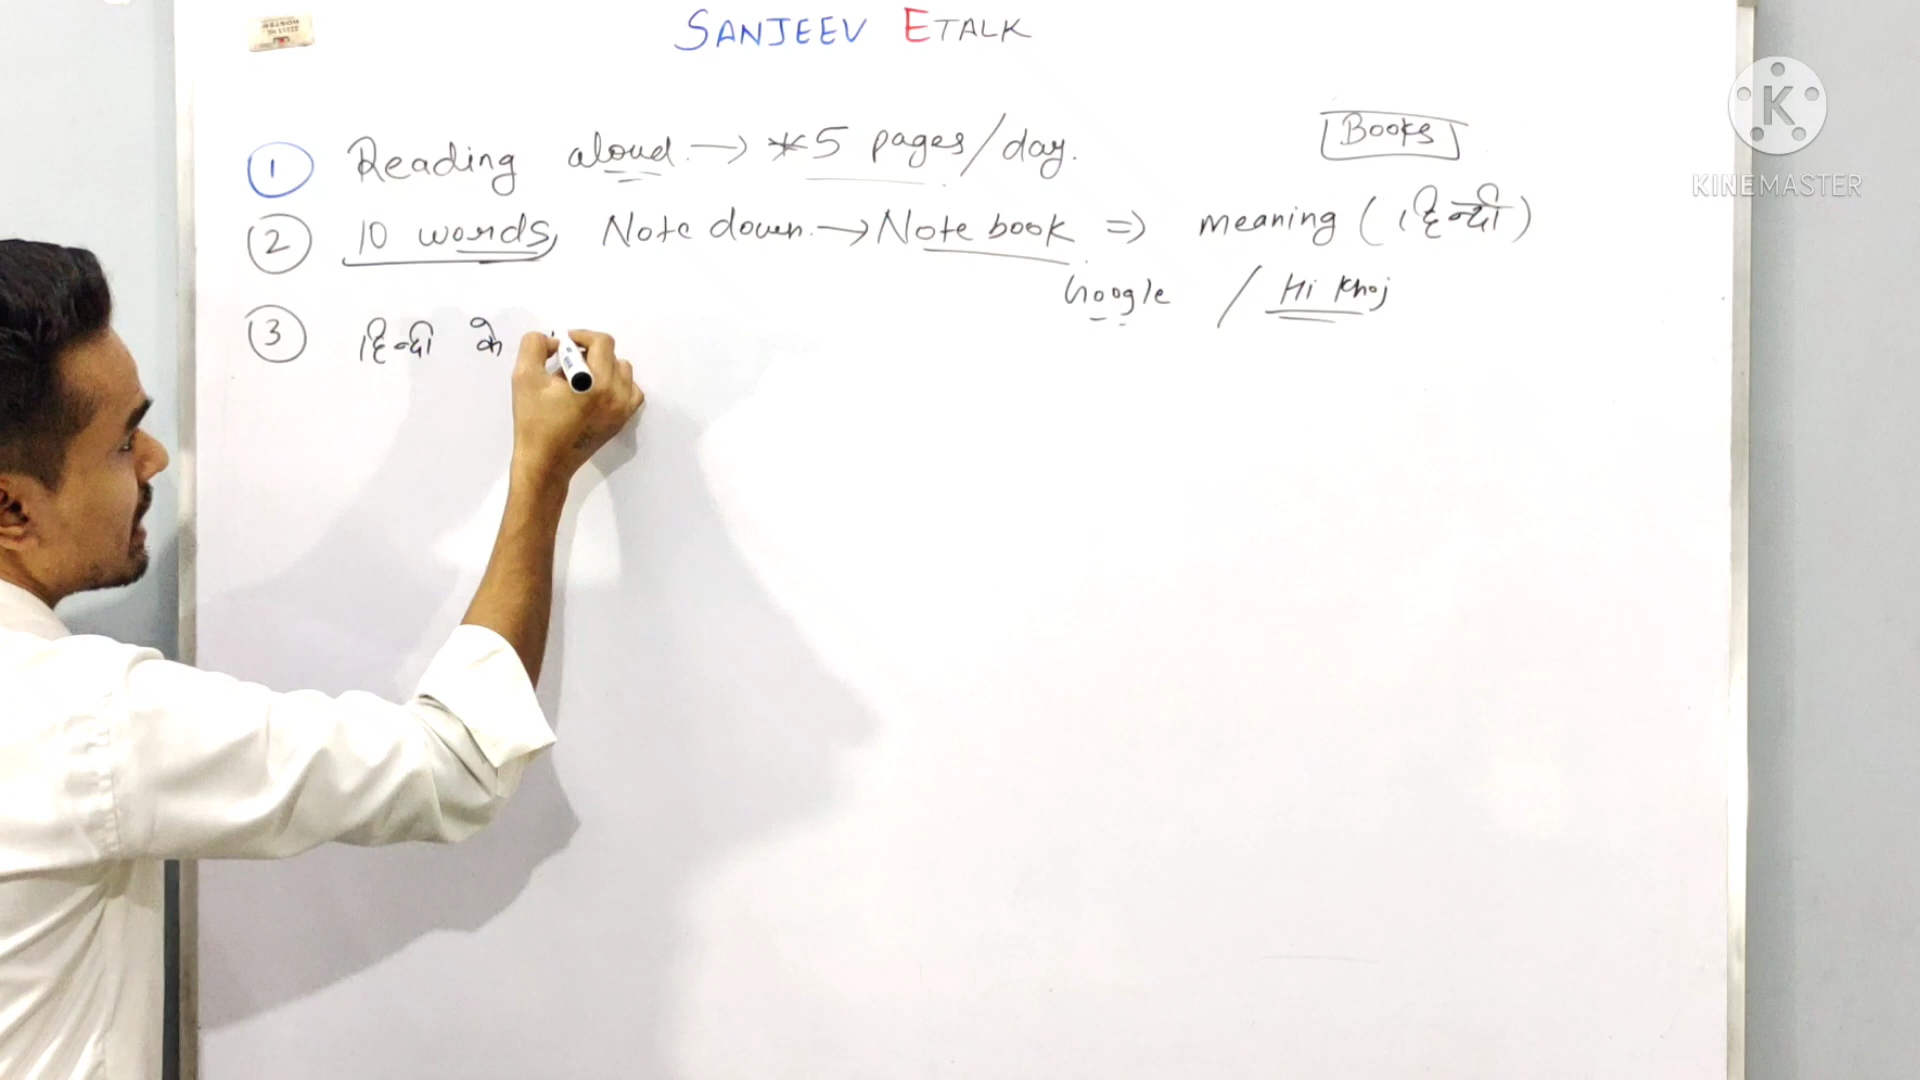 SANJEEV ETALK
Books
1 Reading aloud. → *5 pages/day.
2 10 words, Note down. → Note book ⇒ meaning (हिन्दी)
Google / Hi Khoj
3 हिन्दी के
K
KINEMASTER